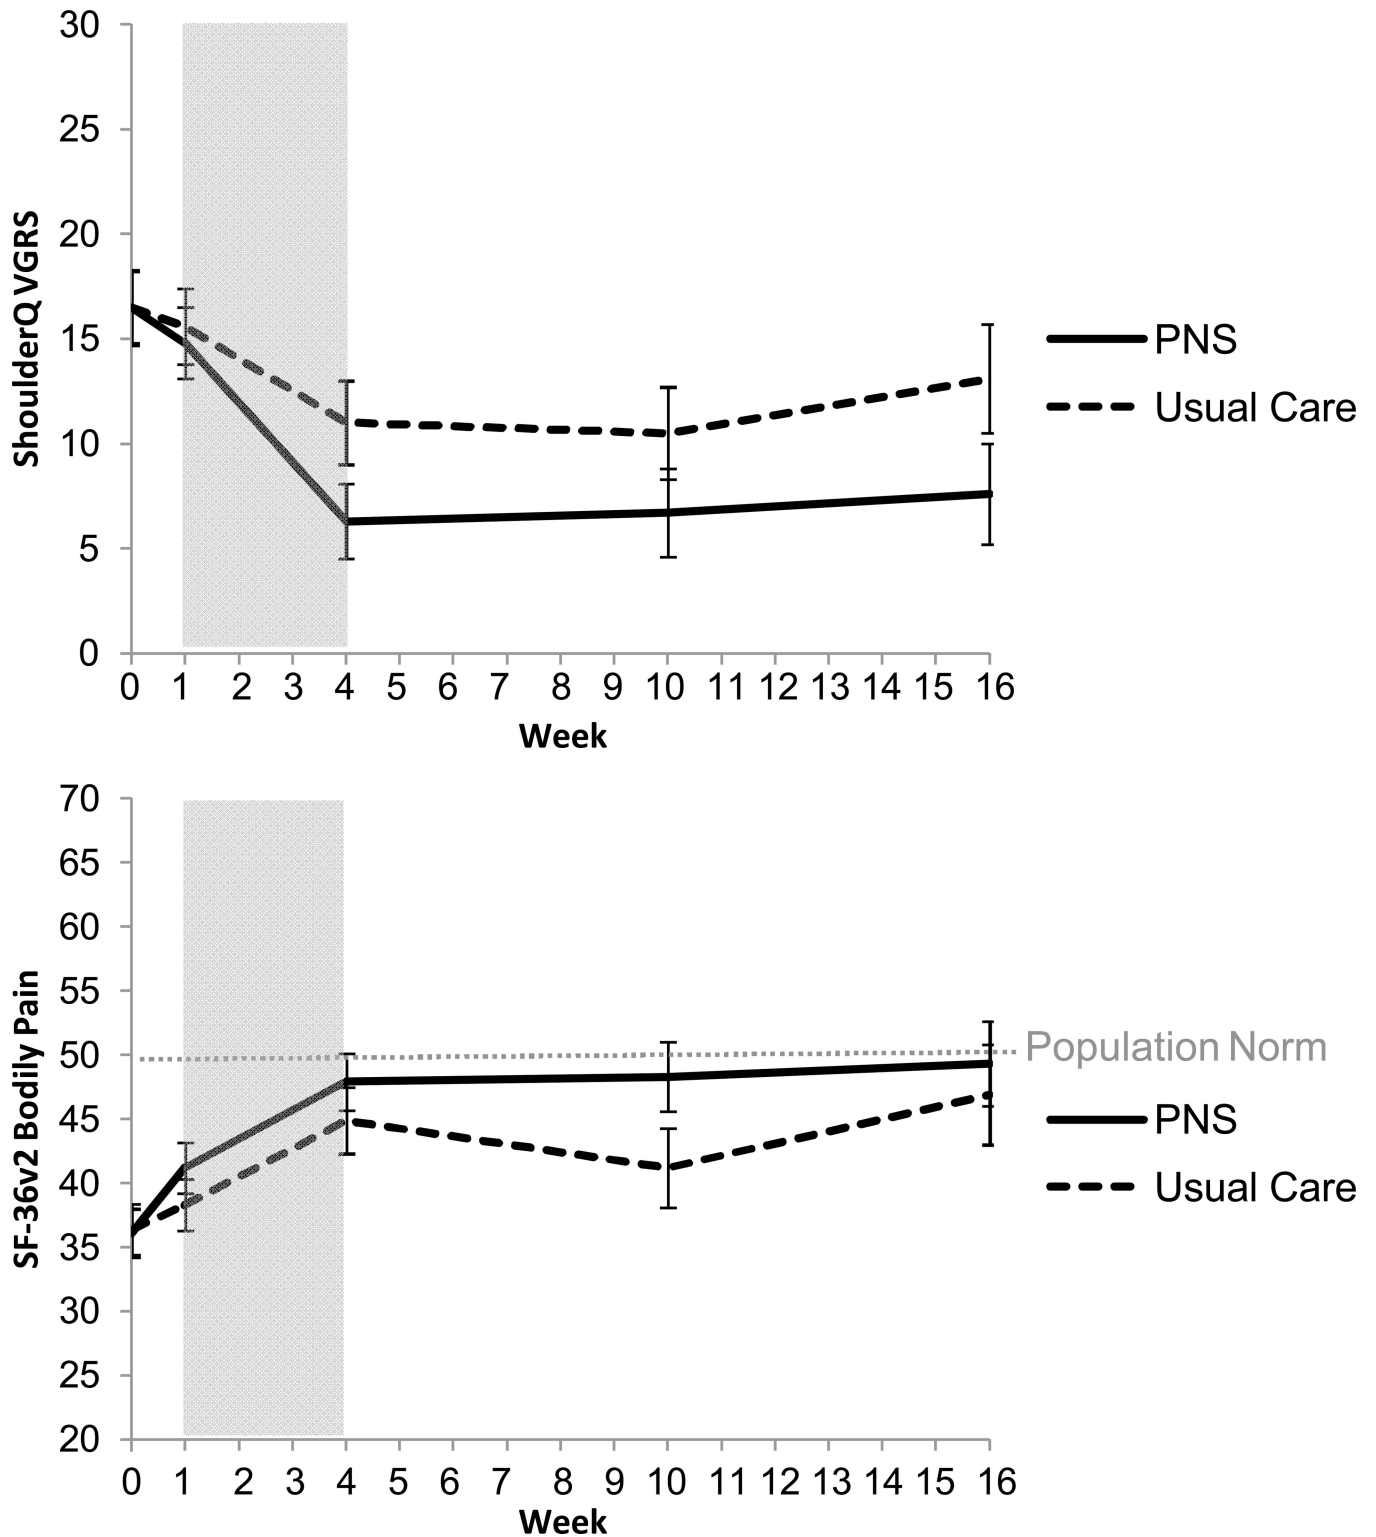 30
25
20
15
10
5
0
ShoulderQ VGRS
0 1 2 3 4 5 6 7 8 9 10 11 12 13 14 15 16
Week
PNS
Usual Care
70
65
60
55
50
45
40
35
30
25
20
SF-36v2 Bodily Pain
0 1 2 3 4 5 6 7 8 9 10 11 12 13 14 15 16
Week
Population Norm
PNS
Usual Care